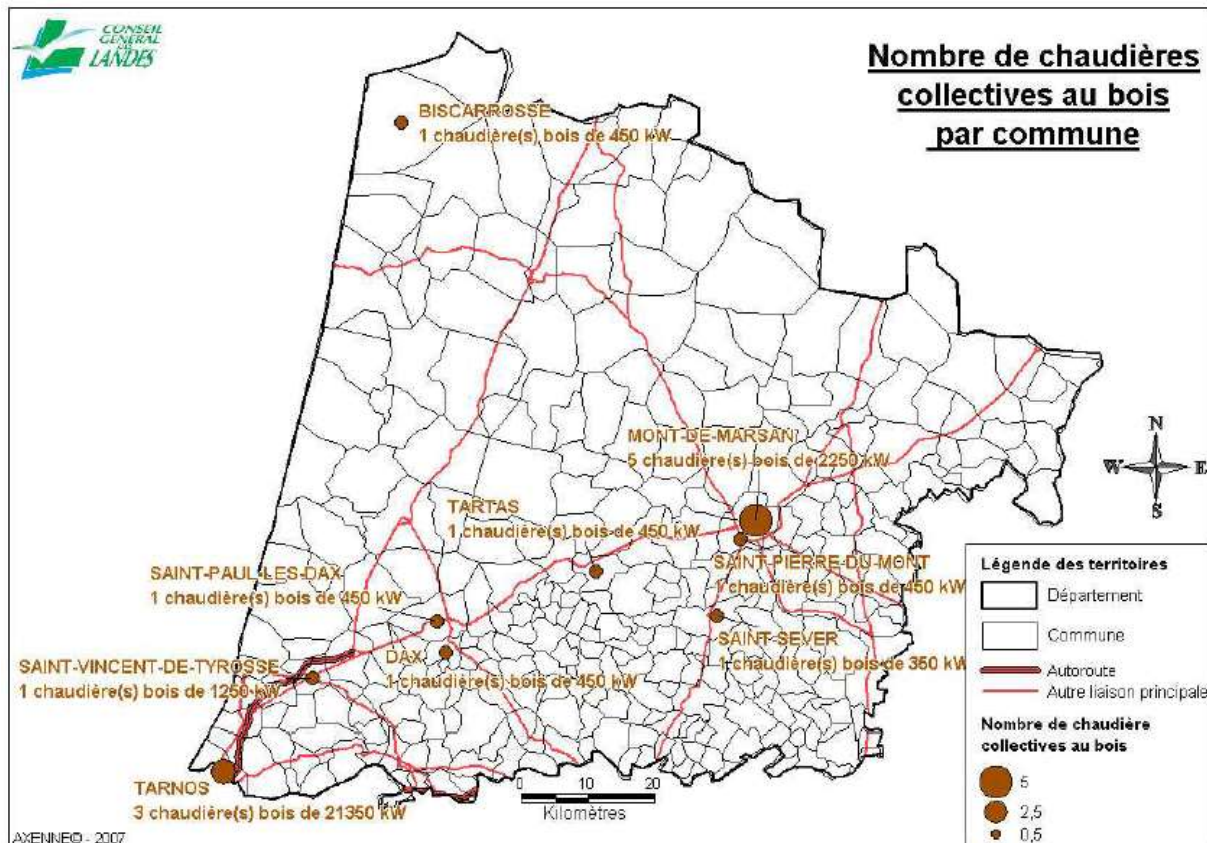 CONSEIL
GENERAL
DES
LANDES
Nombre de chaudières
collectives au bois
par commune
BISCARROSSE
1 chaudière(s) bois de 450 kW
MONT-DE-MARSAN
5 chaudière(s) bois de 2250 kW
TARTAS
1 chaudière(s) bois de 450 kW
SAINT-PIERRE-DU-MONT
1 chaudière(s) bois de 450 kW
SAINT-PAUL-LES-DAX
1 chaudière(s) bois de 450 kW
SAINT-SEVER
1 chaudière(s) bois de 350 kW
DAX
1 chaudière(s) bois de 450 kW
SAINT-VINCENT-DE-TYROSSE
1 chaudière(s) bois de 1250 kW
TARNOS
3 chaudière(s) bois de 21350 kW
N
W E
S
Légende des territoires
Département
Commune
Autoroute
Autre liaison principale
Nombre de chaudière
collectives au bois
5
2,5
0,5
0 10 20
Kilomètres
AXENNE© - 2007